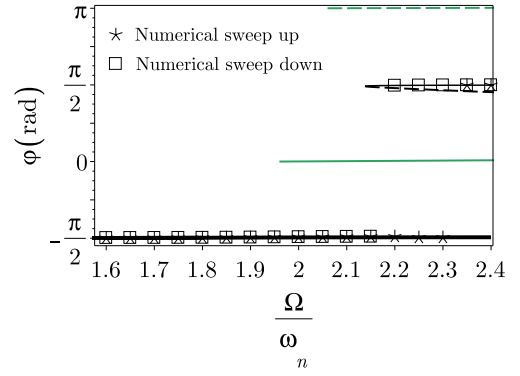 π
Numerical sweep up
Numerical sweep down
π
2
φ(rad)
0
- π
2
1.6 1.7 1.8 1.9 2 2.1 2.2 2.3 2.4
Ω
ω
n